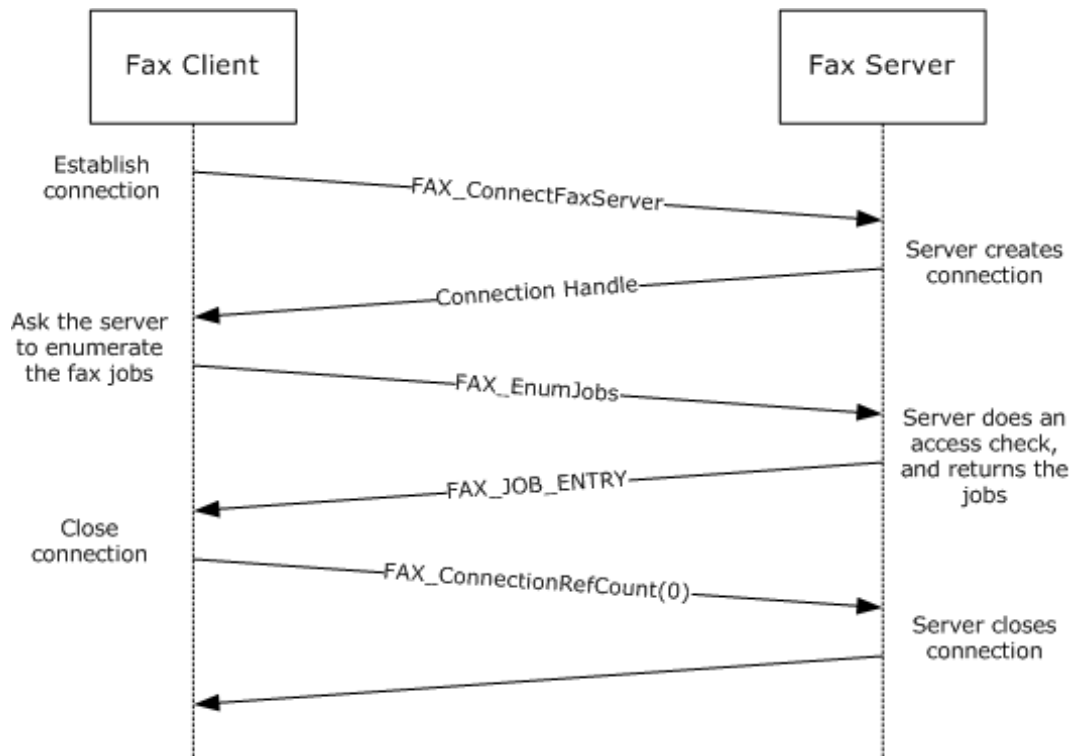 Fax Client
Fax Server
Establish
connection
FAX_ConnectFaxServer
Server creates
connection
Connection Handle
Ask the server
to enumerate
the fax jobs
FAX_EnumJobs
Server does an
access check,
and returns the
jobs
FAX_JOB_ENTRY
Close
connection
FAX_ConnectionRefCount(0)
Server closes
connection